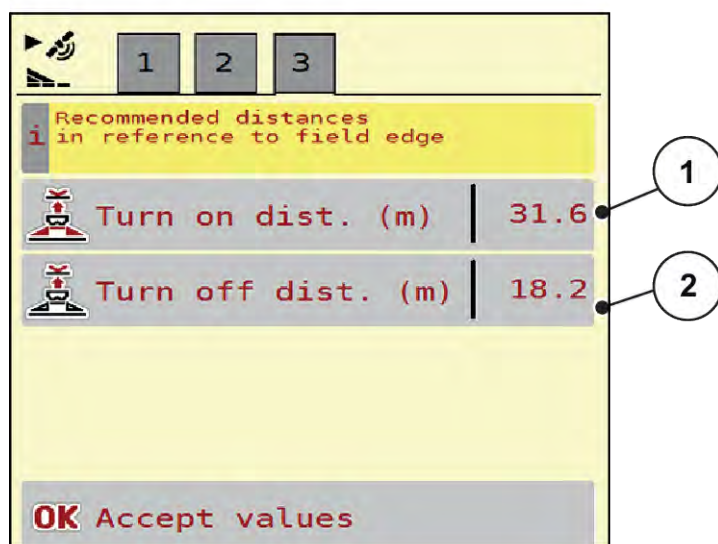 1 2 3
i Recommended distances
in reference to field edge
Turn on dist. (m) 31.6
Turn off dist. (m) 18.2
OK Accept values
1
2